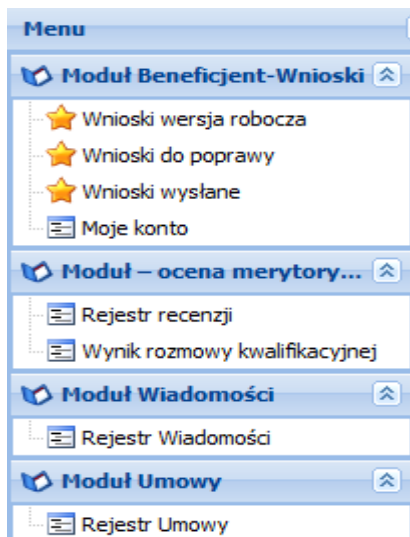 Menu
Moduł Beneficjent-Wnioski
Wnioski wersja robocza
Wnioski do poprawy
Wnioski wysłane
Moje konto
Moduł – ocena merytory...
Rejestr recenzji
Wynik rozmowy kwalifikacyjnej
Moduł Wiadomości
Rejestr Wiadomości
Moduł Umowy
Rejestr Umowy